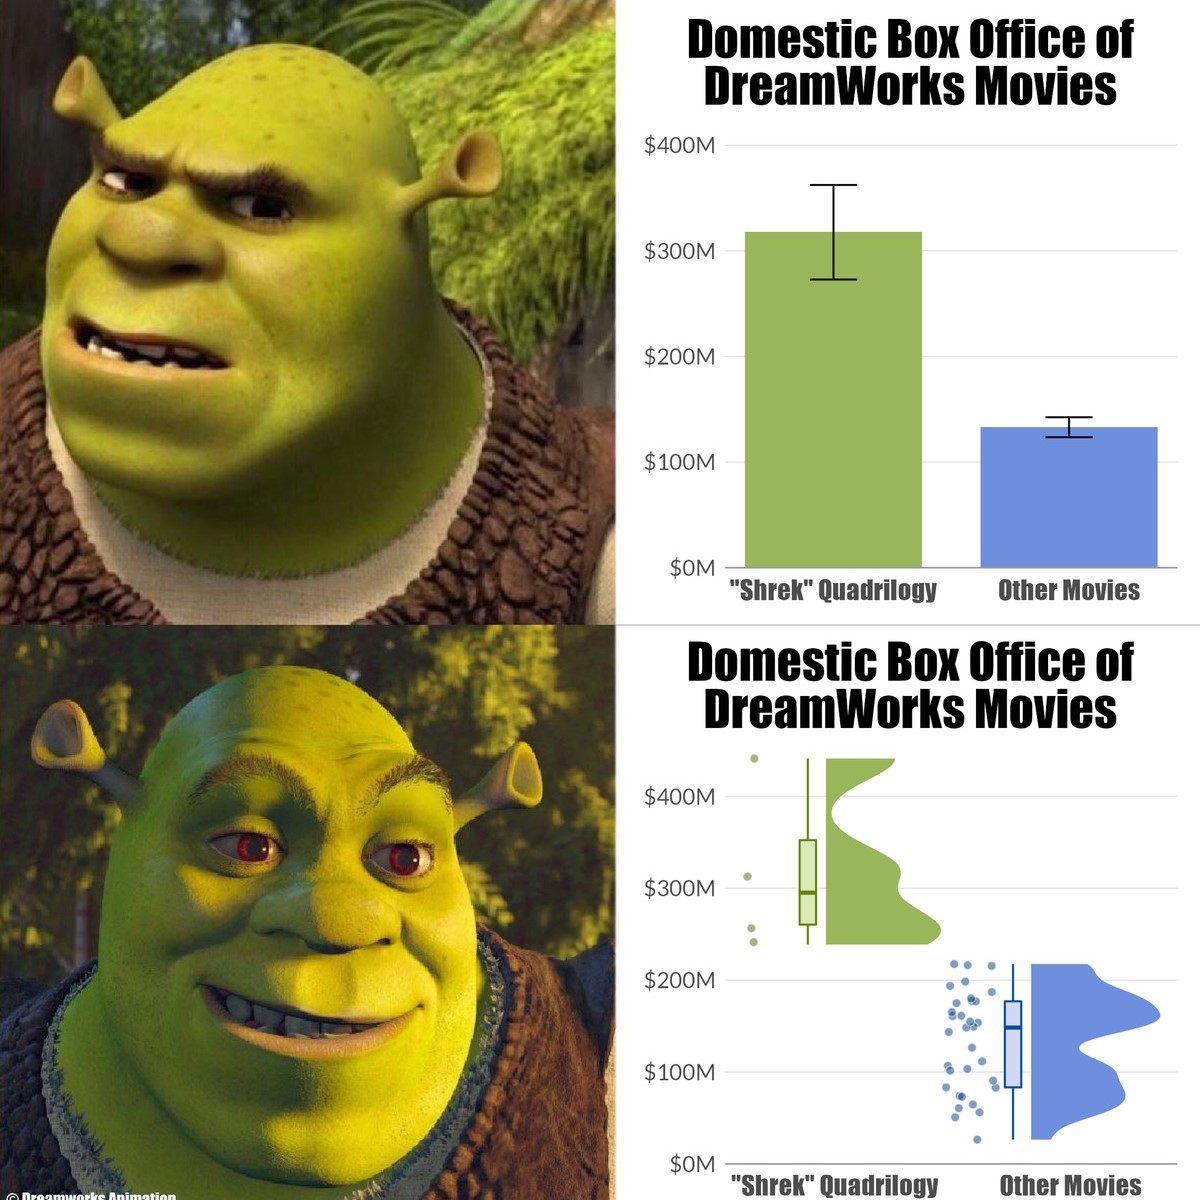 Domestic Box Office of
DreamWorks Movies
$400M
$300M
$200M
$100M
$0M
"Shrek" Quadrilogy
Other Movies
Domestic Box Office of
DreamWorks Movies
$400M
$300M
$200M
$100M
$0M
"Shrek" Quadrilogy
Other Movies
© Dreamworks Animation